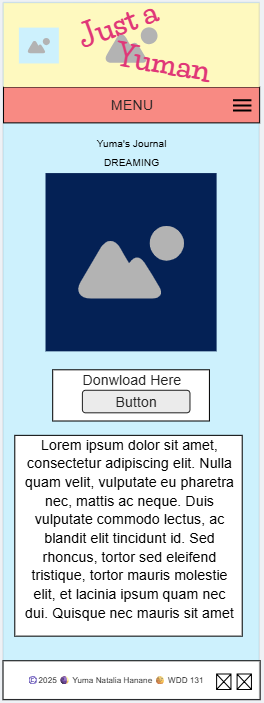 Just a
Yuman
MENU
Yuma's Journal
DREAMING
Donwload Here
Button
Lorem ipsum dolor sit amet,
consectetur adipiscing elit. Nulla
quam velit, vulputate eu pharetra
nec, mattis ac neque. Duis
vulputate commodo lectus, ac
blandit elit tincidunt id. Sed
rhoncus, tortor sed eleifend
tristique, tortor mauris molestie
elit, et lacinia ipsum quam nec
dui. Quisque nec mauris sit amet
©2025 Yuma Natalia Hanane WDD 131